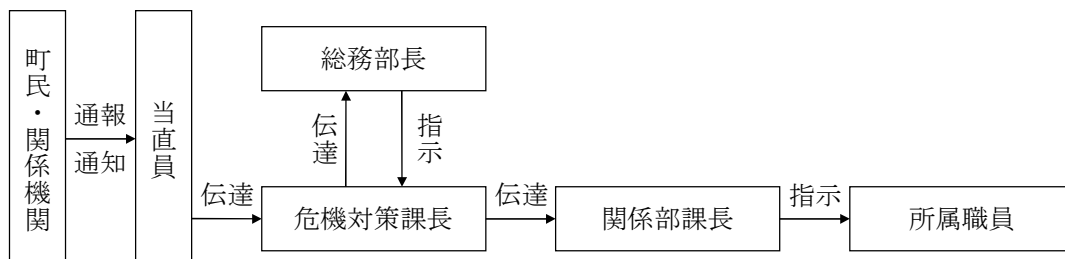 町民・関係機関
通報
通知
当直員
伝達
総務部長
伝達
指示
危機対策課長
伝達
関係部課長
指示
所属職員